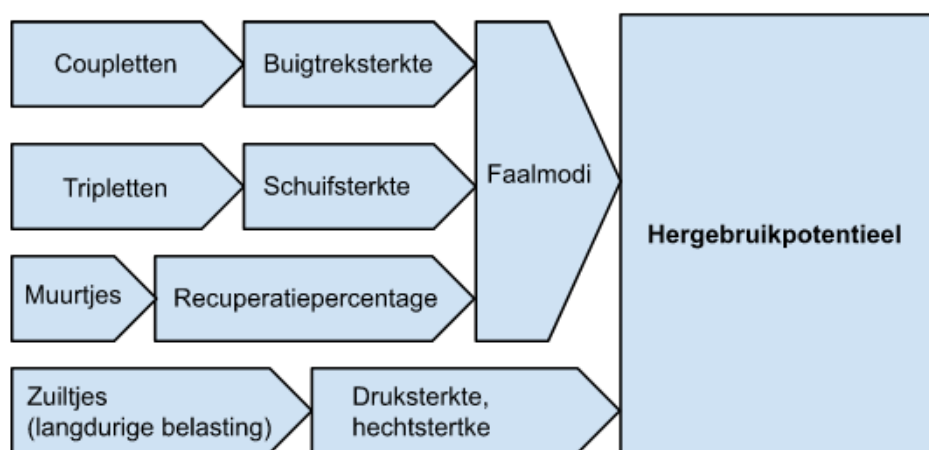 Coupletten
Buigtreksterkte
Tripletten
Schuifsterkte
Faalmodi
Muurtjes
Recuperatiepercentage
Zuiltjes
(langdurige belasting)
Druksterkte,
hechtstertke
Hergebruikpotentieel